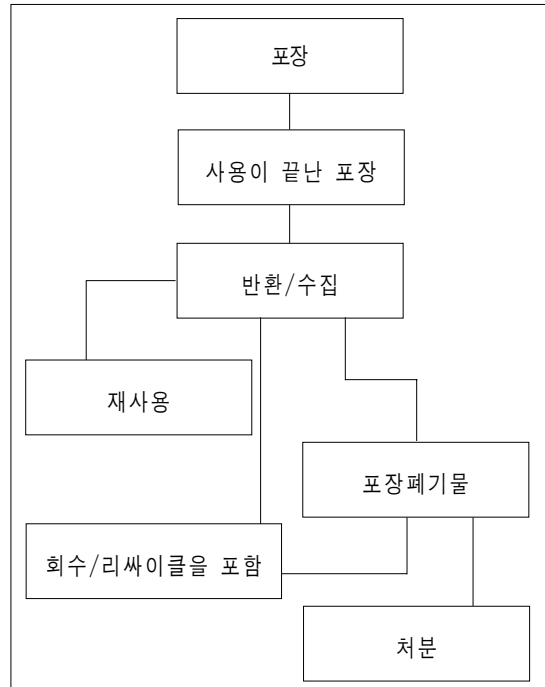 포장
사용이 끝난 포장
반환/수집
재사용
포장폐기물
회수/리싸이클을 포함
처분